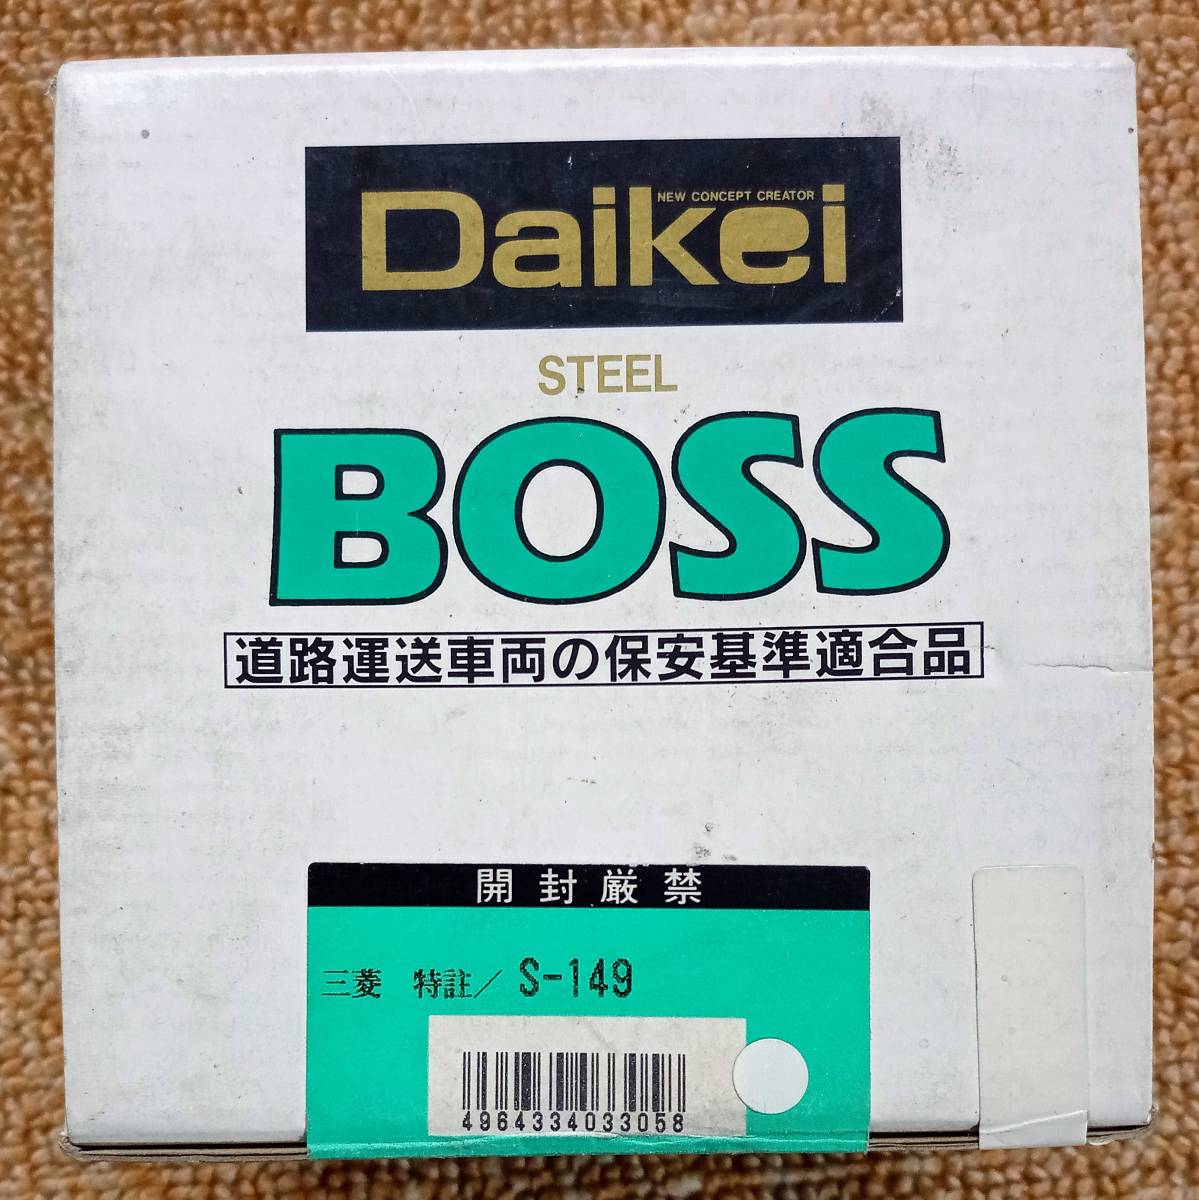 NEW CONCEPT CREATOR
Daikei
STEEL
BOSS
道路運送車両の保安基準適合品
開封厳禁
三菱 特註/ S-149
4964334033058